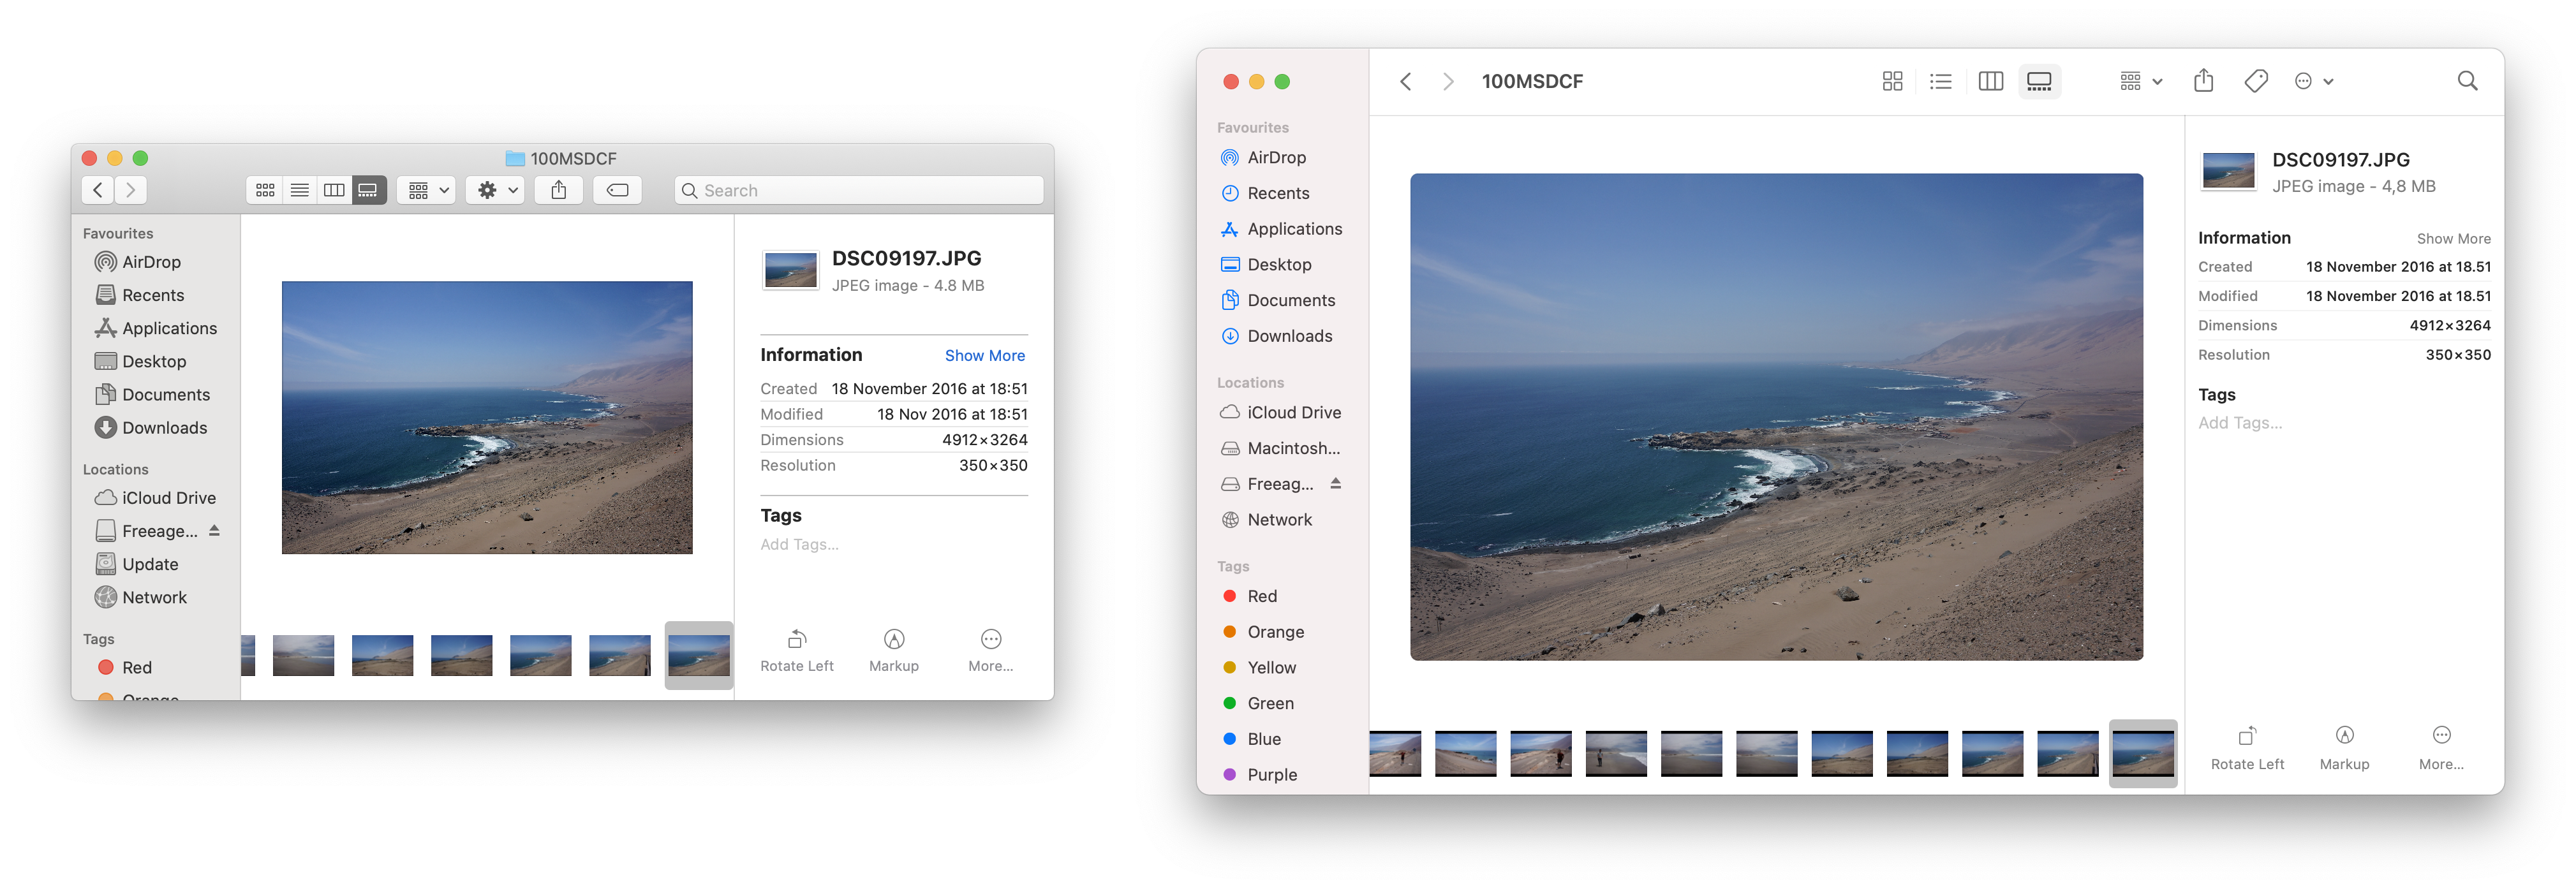 100MSDCF
Search
Favourites
AirDrop
Recents
Applications
Desktop
Documents
Downloads
Locations
iCloud Drive
Freeage...
Update
Network
Tags
Red
Orange
DSC09197.JPG
JPEG image - 4.8 MB
Information Show More
Created 18 November 2016 at 18:51
Modified 18 Nov 2016 at 18:51
Dimensions 4912×3264
Resolution 350×350
Tags
Add Tags...
Rotate Left Markup More...
100MSDCF
Favourites
AirDrop
Recents
Applications
Desktop
Documents
Downloads
Locations
iCloud Drive
Macintosh...
Freeag...
Network
Tags
Red
Orange
Yellow
Green
Blue
Purple
DSC09197.JPG
JPEG image - 4,8 MB
Information Show More
Created 18 November 2016 at 18.51
Modified 18 November 2016 at 18.51
Dimensions 4912×3264
Resolution 350×350
Tags
Add Tags...
Rotate Left Markup More...